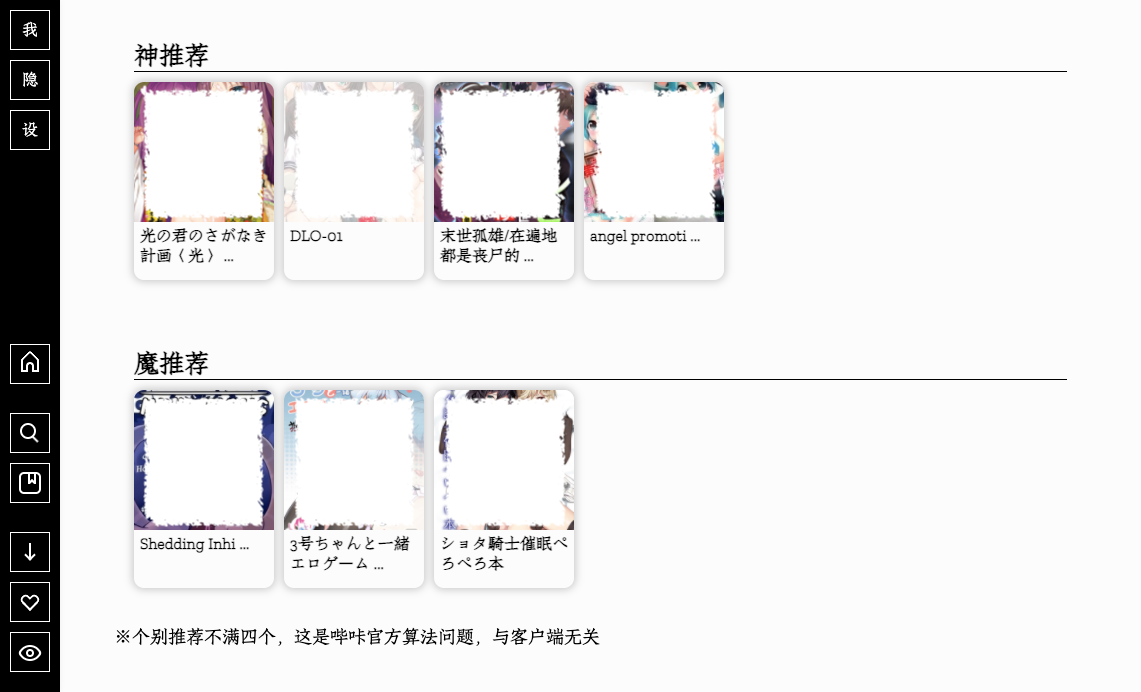 我
隐
设
神推荐
光の君のさがなき
計画〈 光 〉 ...
DLO-01
末世孤雄/在遍地
都是丧尸的 ...
angel promoti ...
魔推荐
Shedding Inhi ...
3号ちゃんと一緒
エロゲーム ...
ショタ騎士催眠ぺ
ろぺろ本
※个别推荐不满四个，这是哔咔官方算法问题，与客户端无关